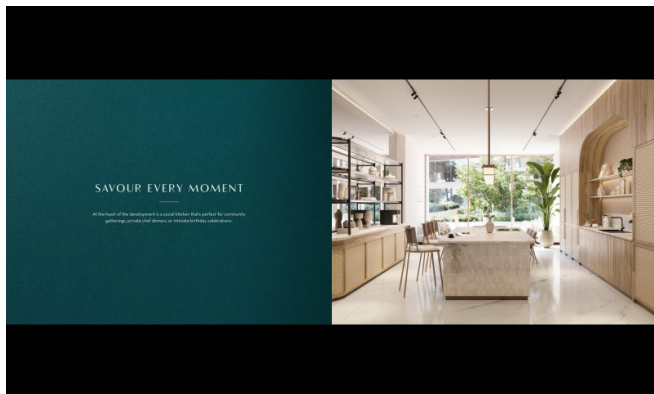 SAVOUR EVERY MOMENT
At the heart of the development is a social kitchen that's perfect for community
gatherings, private chef dinners, or intimate birthday celebrations.